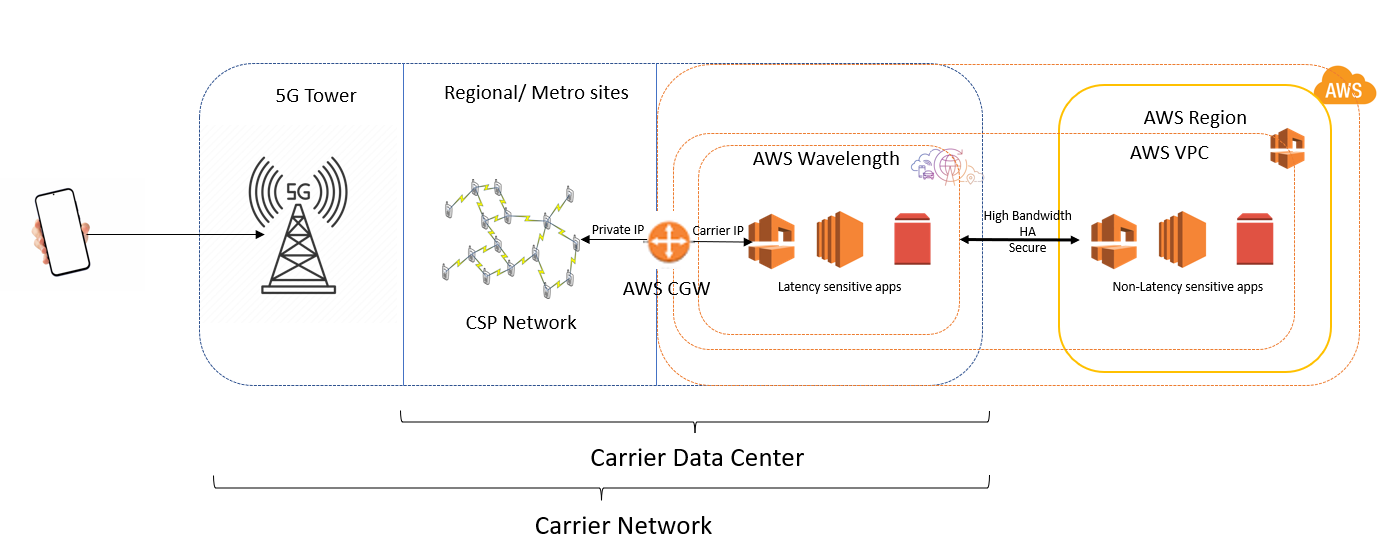 5G Tower
Regional/ Metro sites
AWS
AWS Region
AWS Wavelength
AWS VPC
5G
High Bandwidth
HA
Secure
Private IP
Carrier IP
AWS CGW
Latency sensitive apps
Non-Latency sensitive apps
CSP Network
Carrier Data Center
Carrier Network